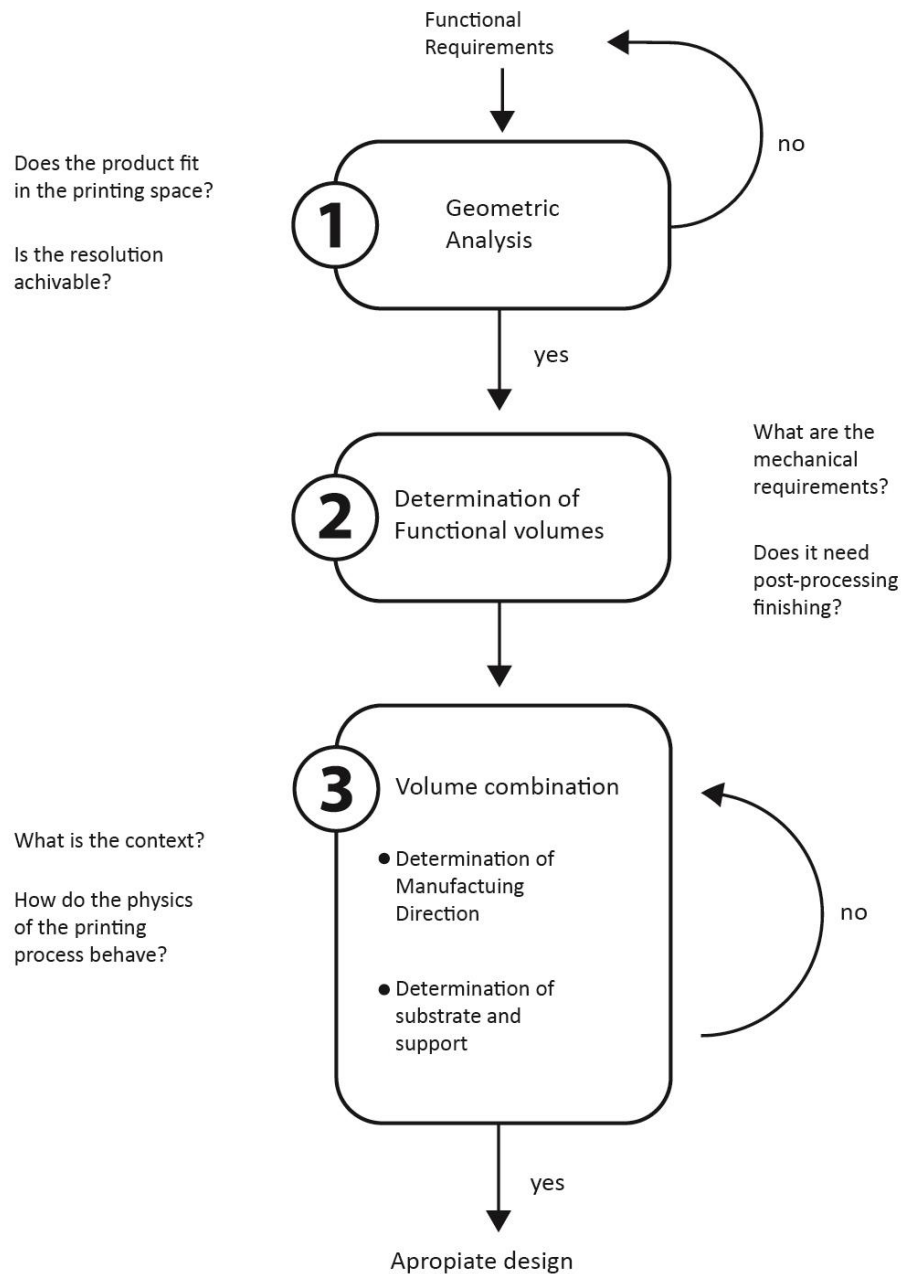 Functional
Requirements
no
Does the product fit
in the printing space?
Is the resolution
achivable?
1
Geometric
Analysis
yes
2
Determination of
Functional volumes
What are the
mechanical
requirements?
Does it need
post-processing
finishing?
3
Volume combination
● Determination of
Manufactuing
Direction
● Determination of
substrate and
support
What is the context?
How do the physics
of the printing
process behave?
no
yes
Apropiate design